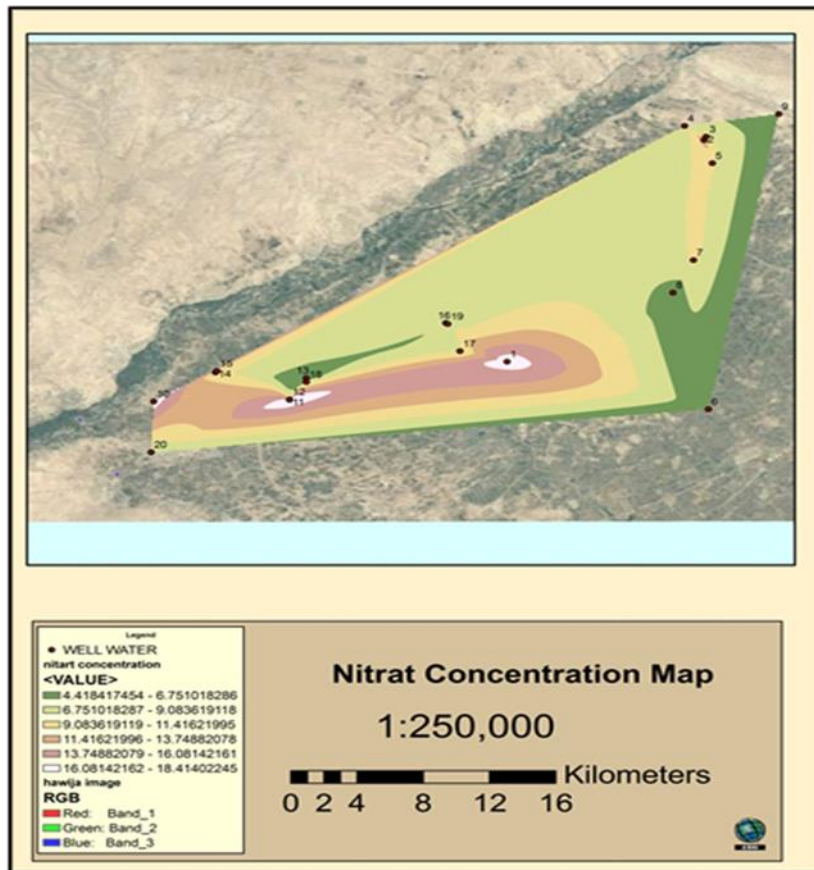 4
9
3
2
5
7
8
16 19
17
1
15
14
13
18
12
11
6
20
Legend
WELL WATER
nitart concentration
<VALUE>
4.418417454 - 6.751018286
6.751018287 - 9.083619118
9.083619119 - 11.41621995
11.41621996 - 13.74882078
13.74882079 - 16.08142161
16.08142162 - 18.41402245
hawija image
RGB
Red: Band_1
Green: Band_2
Blue: Band_3
Nitrat Concentration Map
1:250,000
Kilometers
0 2 4 8 12 16